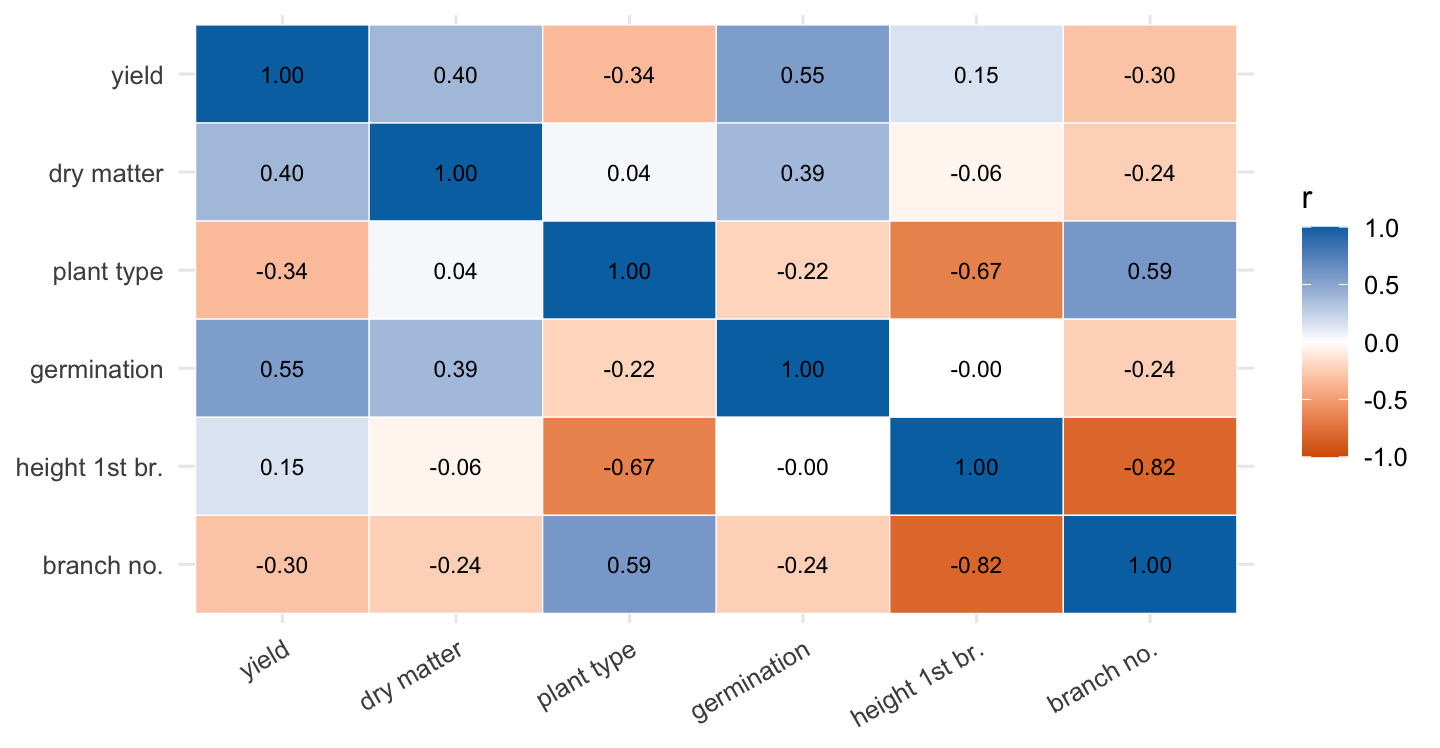 yield 1.00 0.40 -0.34 0.55 0.15 -0.30
dry matter 0.40 1.00 0.04 0.39 -0.06 -0.24
plant type -0.34 0.04 1.00 -0.22 -0.67 0.59
germination 0.55 0.39 -0.22 1.00 -0.00 -0.24
height 1st br. 0.15 -0.06 -0.67 -0.00 1.00 -0.82
branch no. -0.30 -0.24 0.59 -0.24 -0.82 1.00
yield dry matter plant type germination height 1st br. branch no.
r
1.0
0.5
0.0
-0.5
-1.0